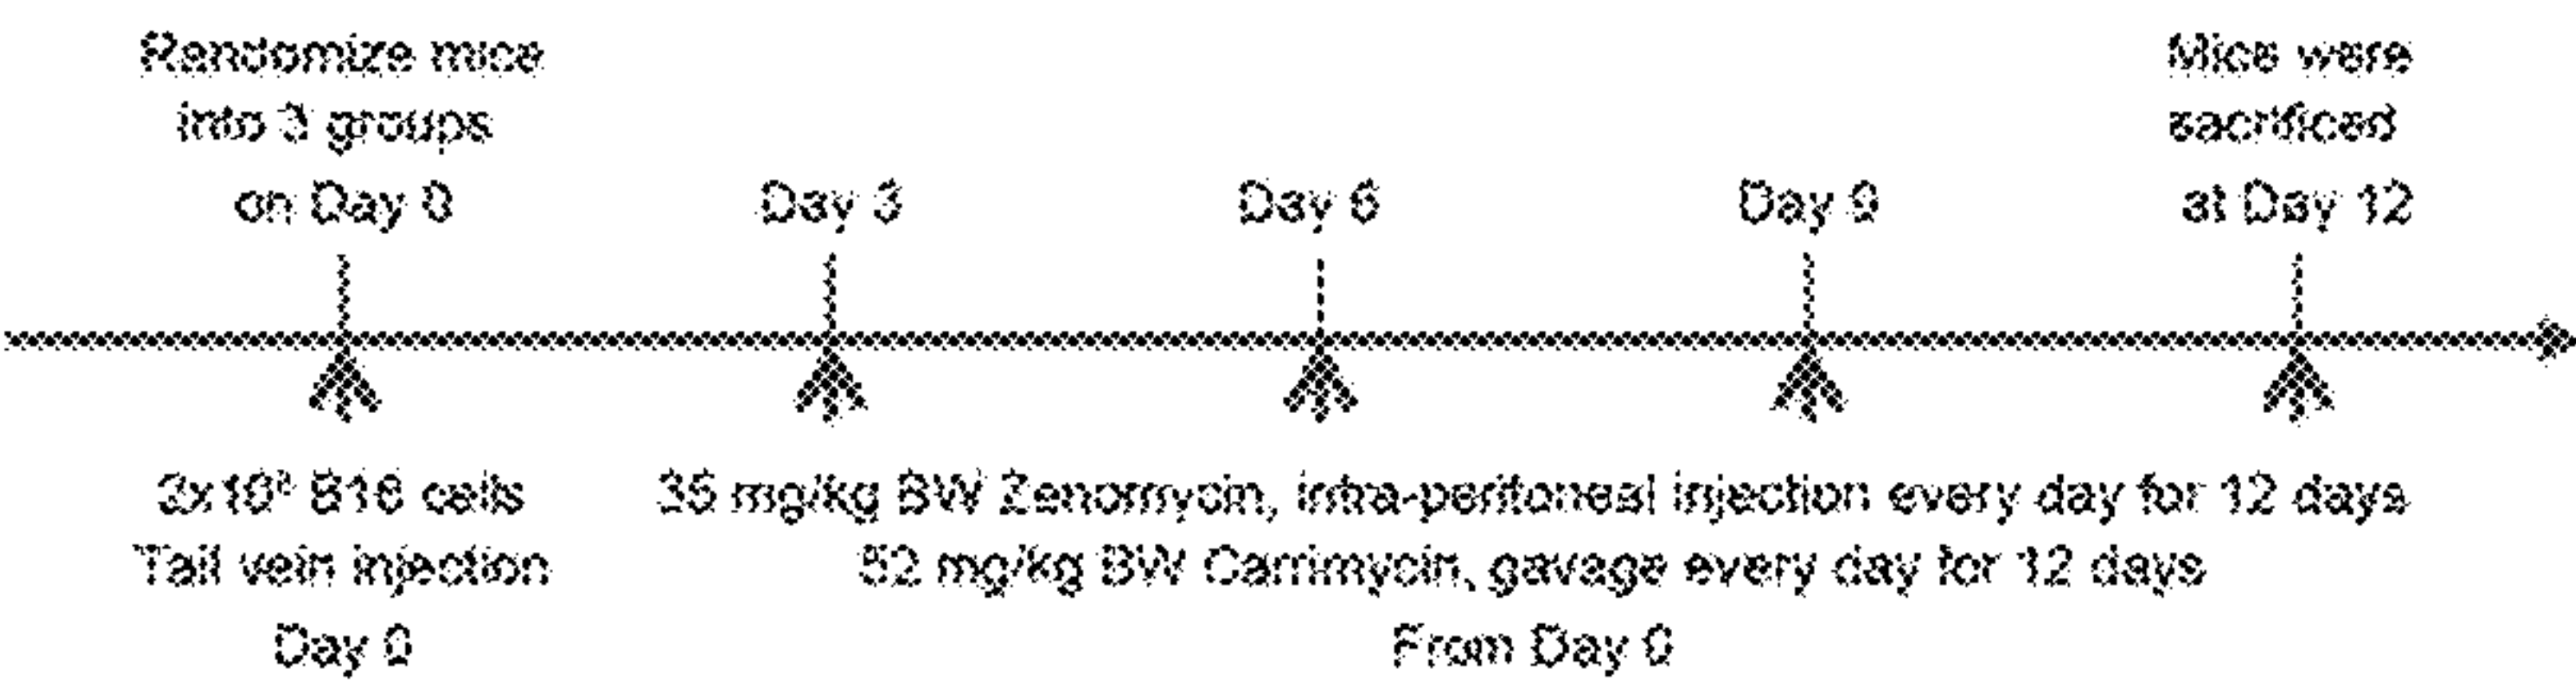 Randomize mice
into 3 groups
on Day 0
Day 3
Day 6
Day 9
Mice were
sacrificed
at Day 12
B16 cells
Tail vein injection
Day 0
35 mg/kg BW Zenomycin, intra-peritoneal injection every day for 12 days
52 mg/kg BW Carrimycin, gavage every day for 12 days
From Day 0